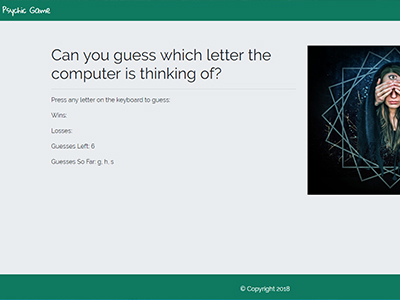 Psychic Game
Can you guess which letter the
computer is thinking of?
Press any letter on the keyboard to guess:
Wins:
Losses:
Guesses Left: 6
Guesses So Far: g, h, s
© Copyright 2018